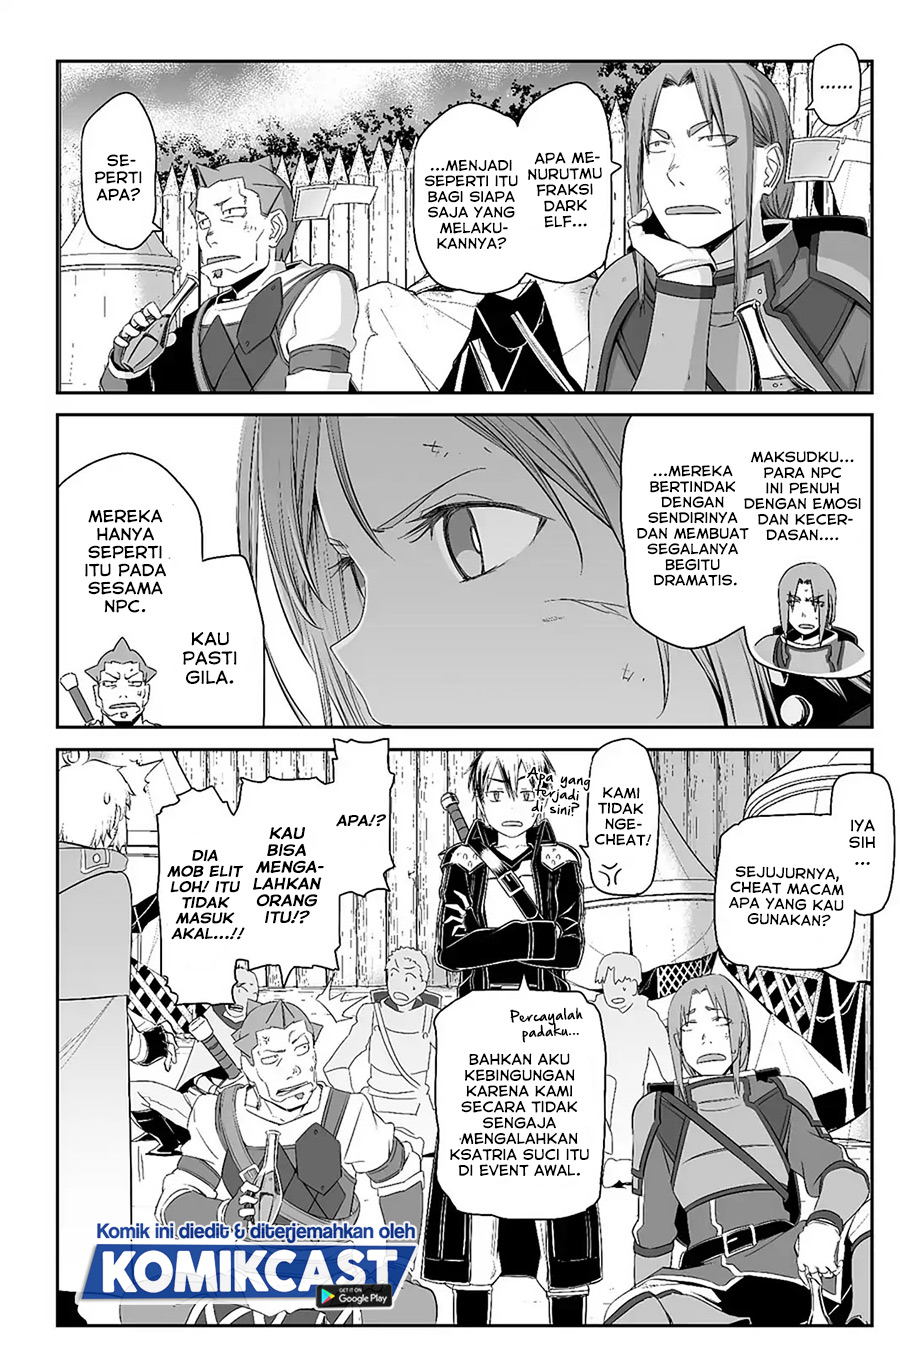 ......
APA ME-
NURUTMU
FRAKSI
DARK
ELF...
...MENJADI
SEPERTI ITU
BAGI SIAPA
SAJA YANG
MELAKU-
KANNYA?
SE-
PERTI
APA?
MAKSUDKU...
PARA NPC
INI PENUH
DENGAN EMOSI
DAN KECER-
DASAN....
...MEREKA
BERTINDAK
DENGAN
SENDIRINYA
DAN MEMBUAT
SEGALANYA
BEGITU
DRAMATIS.
MEREKA
HANYA
SEPERTI
ITU PADA
SESAMA
NPC.
KAU
PASTI
GILA.
IYA
SIH
...
SEJUJURNYA,
CHEAT MACAM
APA YANG KAU
GUNAKAN?
KAMI
TIDAK
NGE-
CHEAT!
Apa yang
terjadi
di sini?
APA!?
KAU
BISA
MENGA-
LAHKAN
ORANG
ITU!?
DIA
MOB ELIT
LOH! ITU
TIDAK
MASUK
AKAL...!!
Percayalah
padaku...
BAHKAN AKU
KEBINGUNGAN
KARENA KAMI
SECARA TIDAK
SENGAJA
MENGALAHKAN
KSATRIA SUCI ITU
DI EVENT AWAL.
Komik ini diedit & diterjemahkan oleh
KOMIKCAST
GET IT ON
Google Play